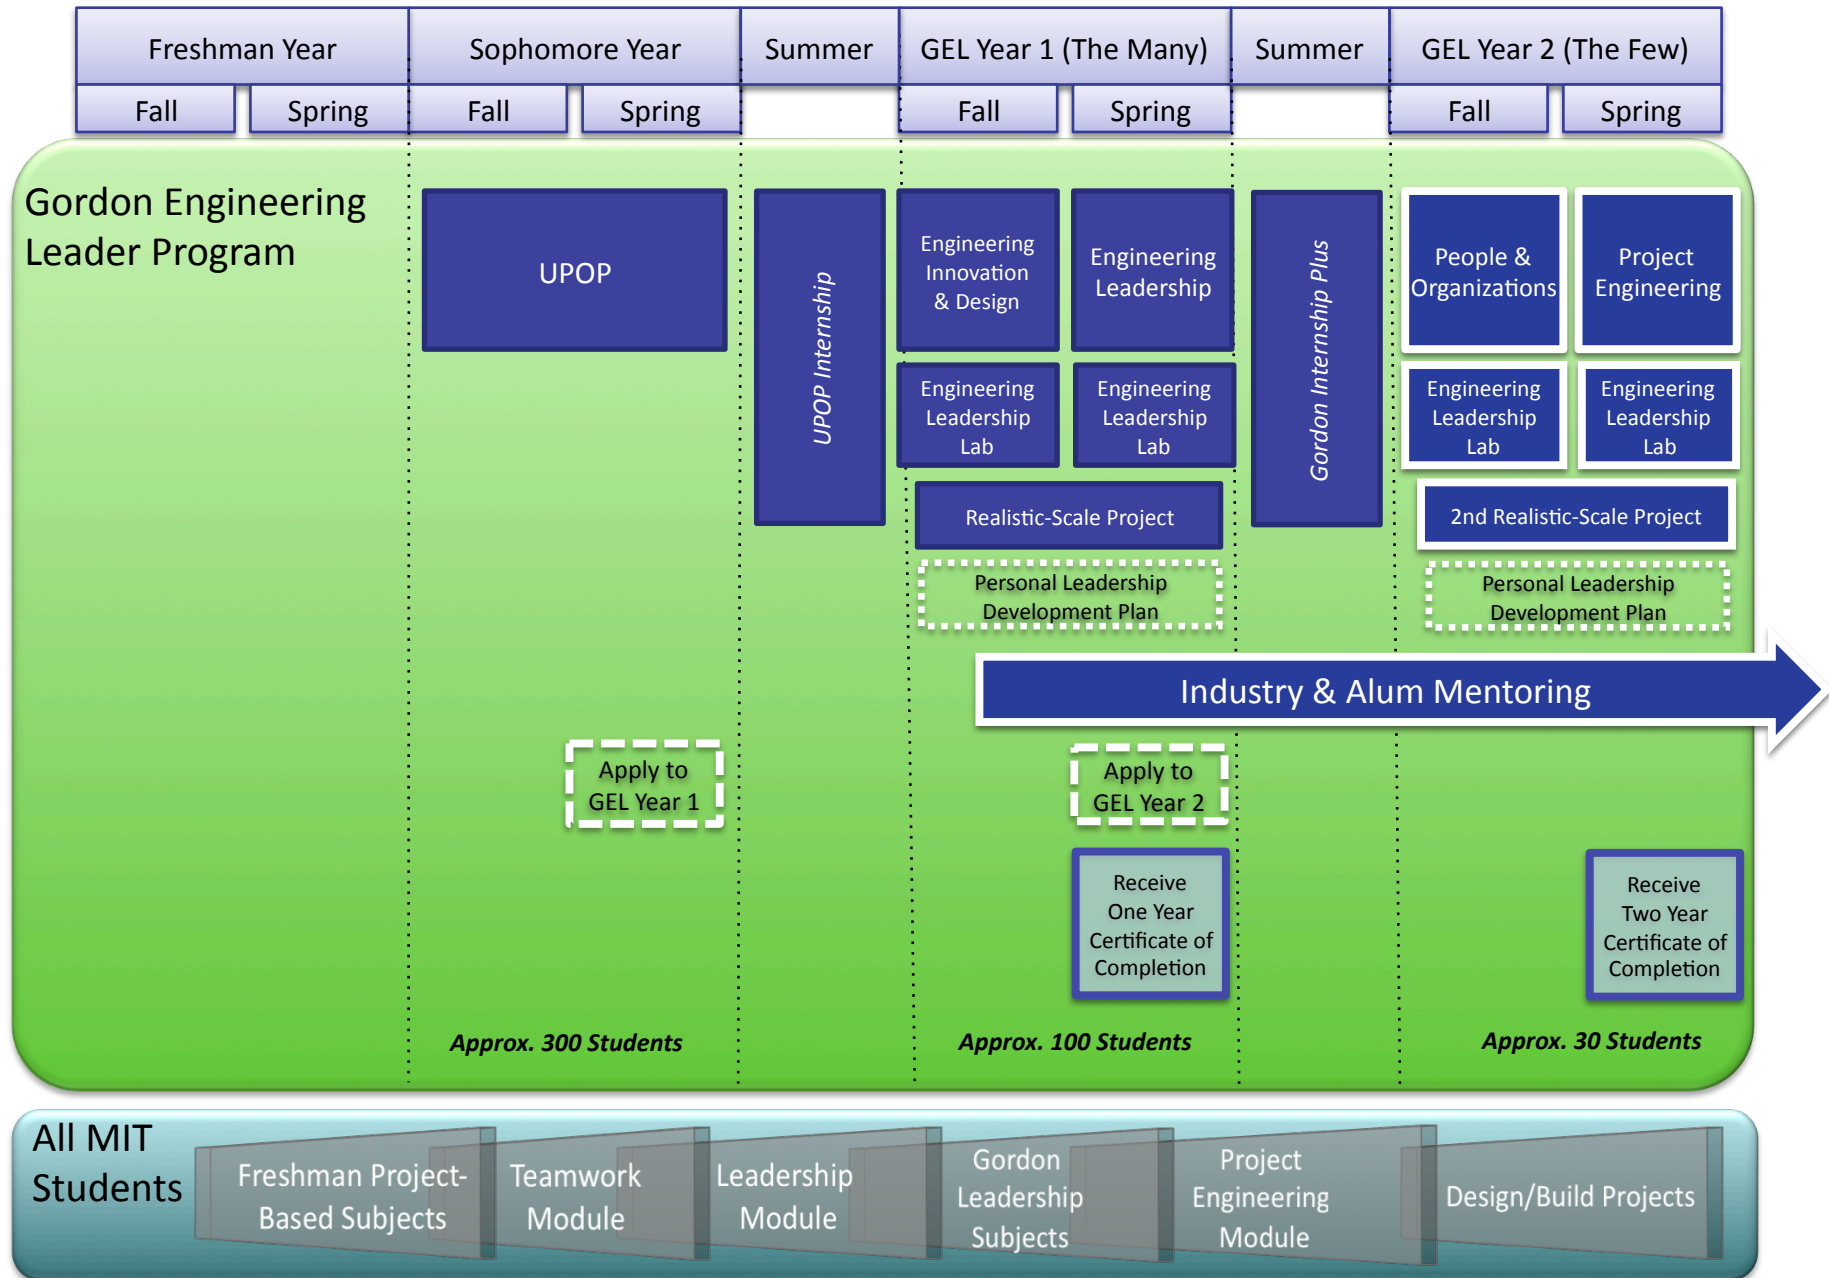 Freshman Year
Sophomore Year
Summer
GEL Year 1 (The Many)
Summer
GEL Year 2 (The Few)
Fall
Spring
Fall
Spring
Fall
Spring
Fall
Spring
Gordon Engineering
Leader Program
UPOP
UPOP Internship
Engineering
Innovation
& Design
Engineering
Leadership
Gordon Internship Plus
People &
Organizations
Project
Engineering
Engineering
Leadership
Lab
Engineering
Leadership
Lab
Engineering
Leadership
Lab
Engineering
Leadership
Lab
Realistic-Scale Project
2nd Realistic-Scale Project
Personal Leadership
Development Plan
Personal Leadership
Development Plan
Industry & Alum Mentoring
Apply to
GEL Year 1
Apply to
GEL Year 2
Receive
One Year
Certificate of
Completion
Receive
Two Year
Certificate of
Completion
Approx. 300 Students
Approx. 100 Students
Approx. 30 Students
All MIT
Students
Freshman Project-
Based Subjects
Teamwork
Module
Leadership
Module
Gordon
Leadership
Subjects
Project
Engineering
Module
Design/Build Projects